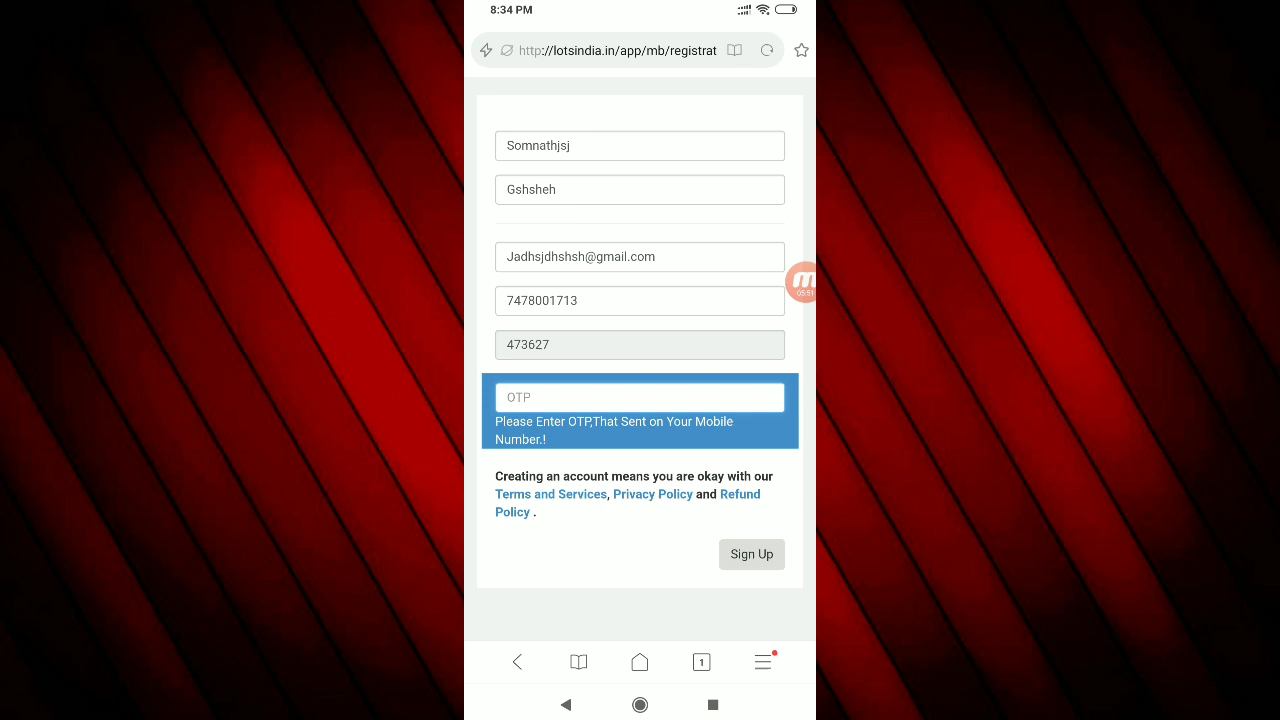 8:34 PM
http://lotsindia.in/app/mb/registrat
Somnathjsj
Gshsheh
Jadhsjdhshsh@gmail.com
7478001713
05:51
473627
OTP
Please Enter OTP,That Sent on Your Mobile
Number.!
Creating an account means you are okay with our
Terms and Services, Privacy Policy and Refund
Policy .
Sign Up
1